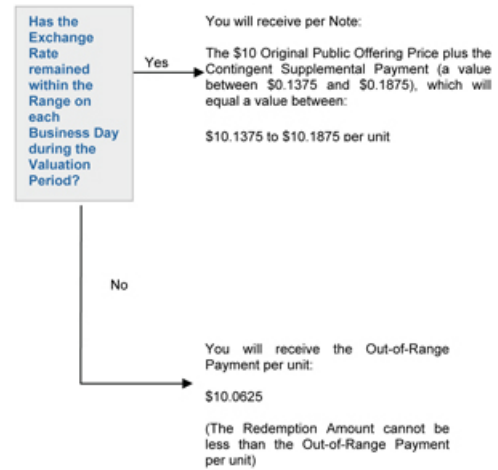 Has the
Exchange
Rate
remained
within the
Range on
each
Business Day
during the
Valuation
Period?
Yes
You will receive per Note:
The $10 Original Public Offering Price plus the
Contingent Supplemental Payment (a value
between $0.1375 and $0.1875), which will
equal a value between:
$10.1375 to $10.1875 per unit
No
You will receive the Out-of-Range
Payment per unit:
$10.0625
(The Redemption Amount cannot be
less than the Out-of-Range Payment
per unit)